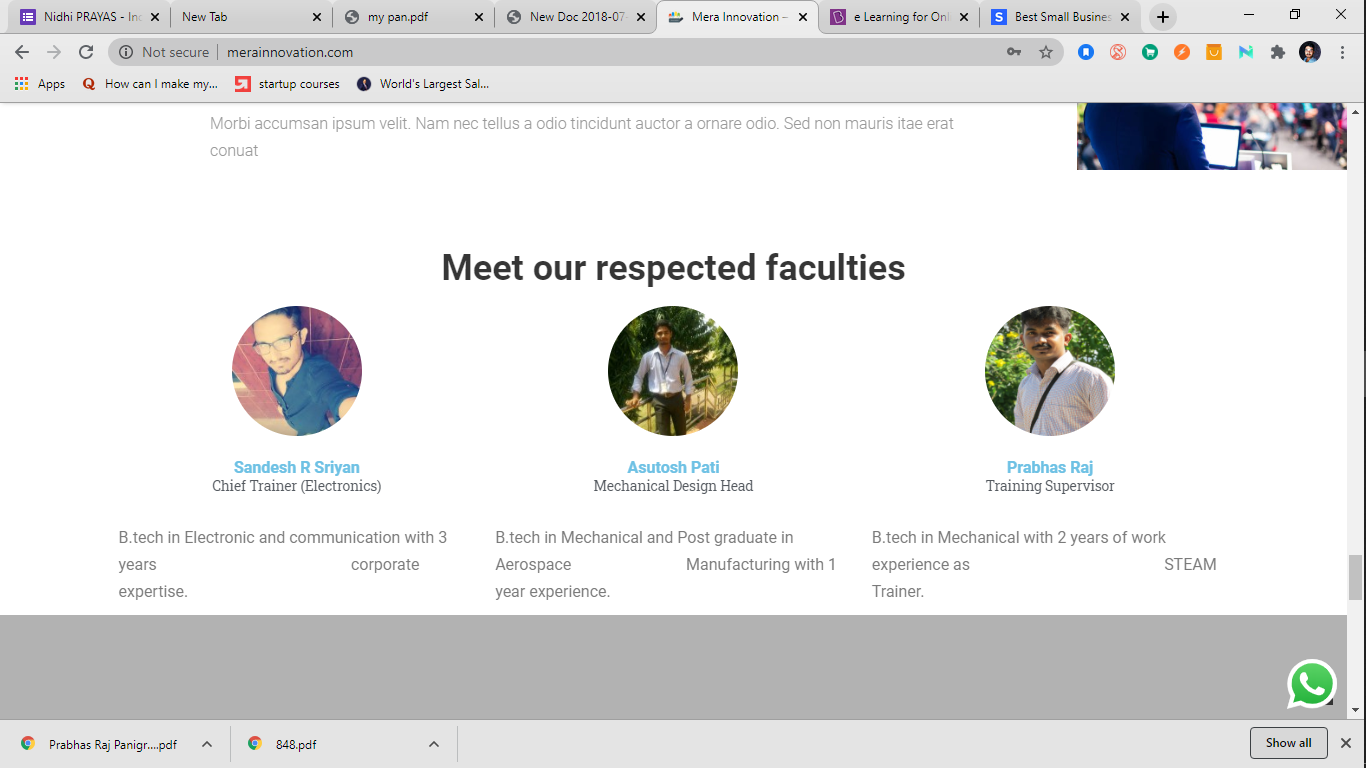 Nidhi PRAYAS - Inc
New Tab
my pan.pdf
New Doc 2018-07-
Mera Innovation –
e Learning for Onl
Best Small Busines
Not secure
merainnovation.com
Apps
How can I make my...
startup courses
World's Largest Sal...
Morbi accumsan ipsum velit. Nam nec tellus a odio tincidunt auctor a ornare odio. Sed non mauris itae erat
conuat
Meet our respected faculties
Sandesh R Sriyan
Chief Trainer (Electronics)
B.tech in Electronic and communication with 3
years corporate
expertise.
Asutosh Pati
Mechanical Design Head
B.tech in Mechanical and Post graduate in
Aerospace Manufacturing with 1
year experience.
Prabhas Raj
Training Supervisor
B.tech in Mechanical with 2 years of work
experience as STEAM
Trainer.
Prabhas Raj Panigr....pdf
848.pdf
Show all